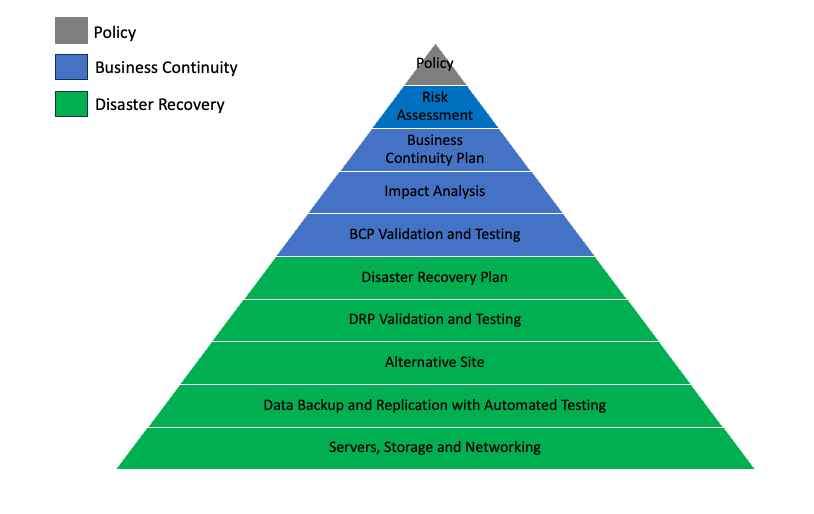 Policy
Business Continuity
Disaster Recovery
Policy
Risk
Assessment
Business
Continuity Plan
Impact Analysis
BCP Validation and Testing
Disaster Recovery Plan
DRP Validation and Testing
Alternative Site
Data Backup and Replication with Automated Testing
Servers, Storage and Networking